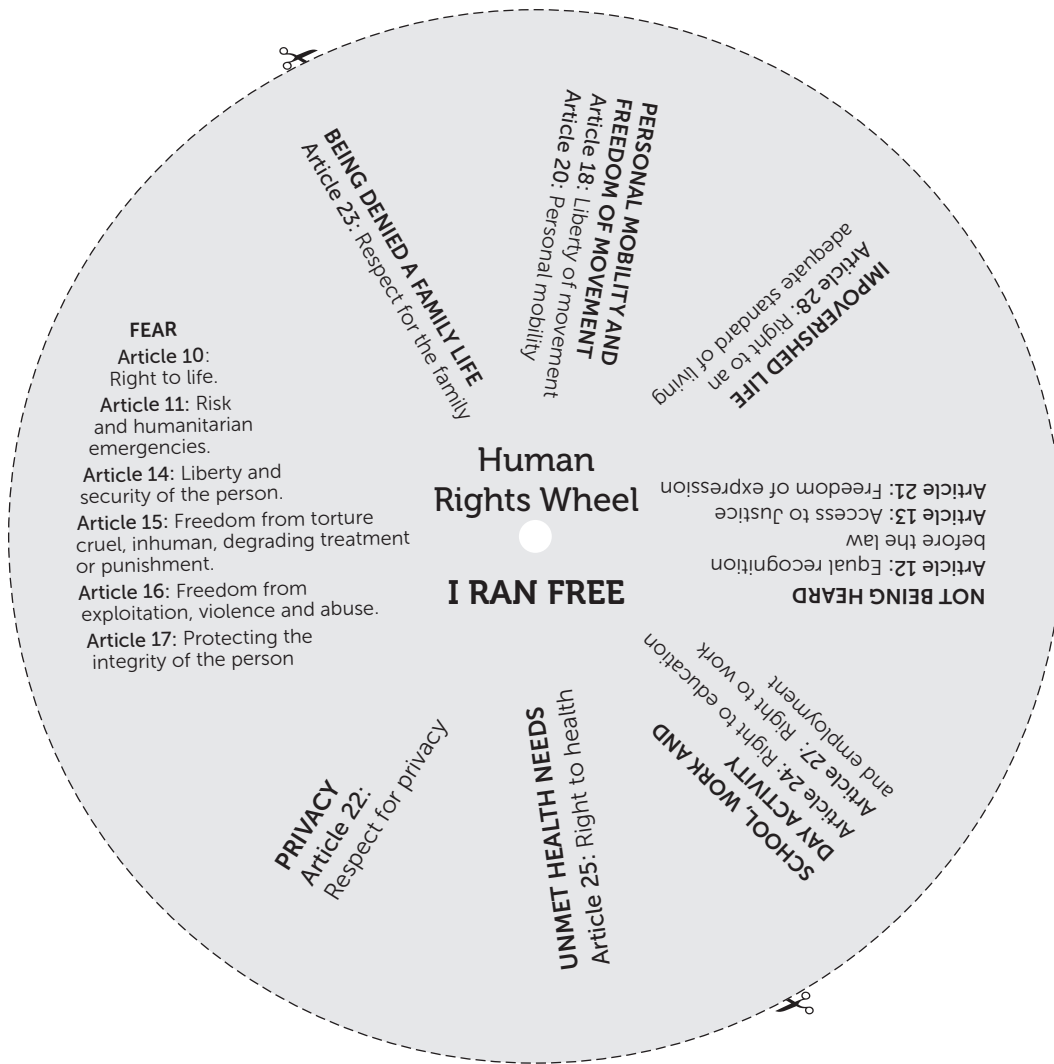 PERSONAL MOBILITY AND
FREEDOM OF MOVEMENT
Article 18: Liberty of movement
Article 20: Personal mobility
BEING DENIED A FAMILY LIFE
Article 23: Respect for the family
IMPOVERISHED LIFE
Article 28: Right to an
adequate standard of living
FEAR
Article 10:
Right to life.
Article 11: Risk
and humanitarian
emergencies.
Article 14: Liberty and
security of the person.
Article 15: Freedom from torture
cruel, inhuman, degrading treatment
or punishment.
Article 16: Freedom from
exploitation, violence and abuse.
Article 17: Protecting the
integrity of the person
Human
Rights Wheel
I RAN FREE
NOT BEING HEARD
Article 12: Equal recognition
before the law
Article 13: Access to Justice
Article 21: Freedom of expression
SCHOOL, WORK AND
DAY ACTIVITY
Article 24: Right to education
Article 27: Right to work
and employment
UNMET HEALTH NEEDS
Article 25: Right to health
PRIVACY
Article 22:
Respect for privacy